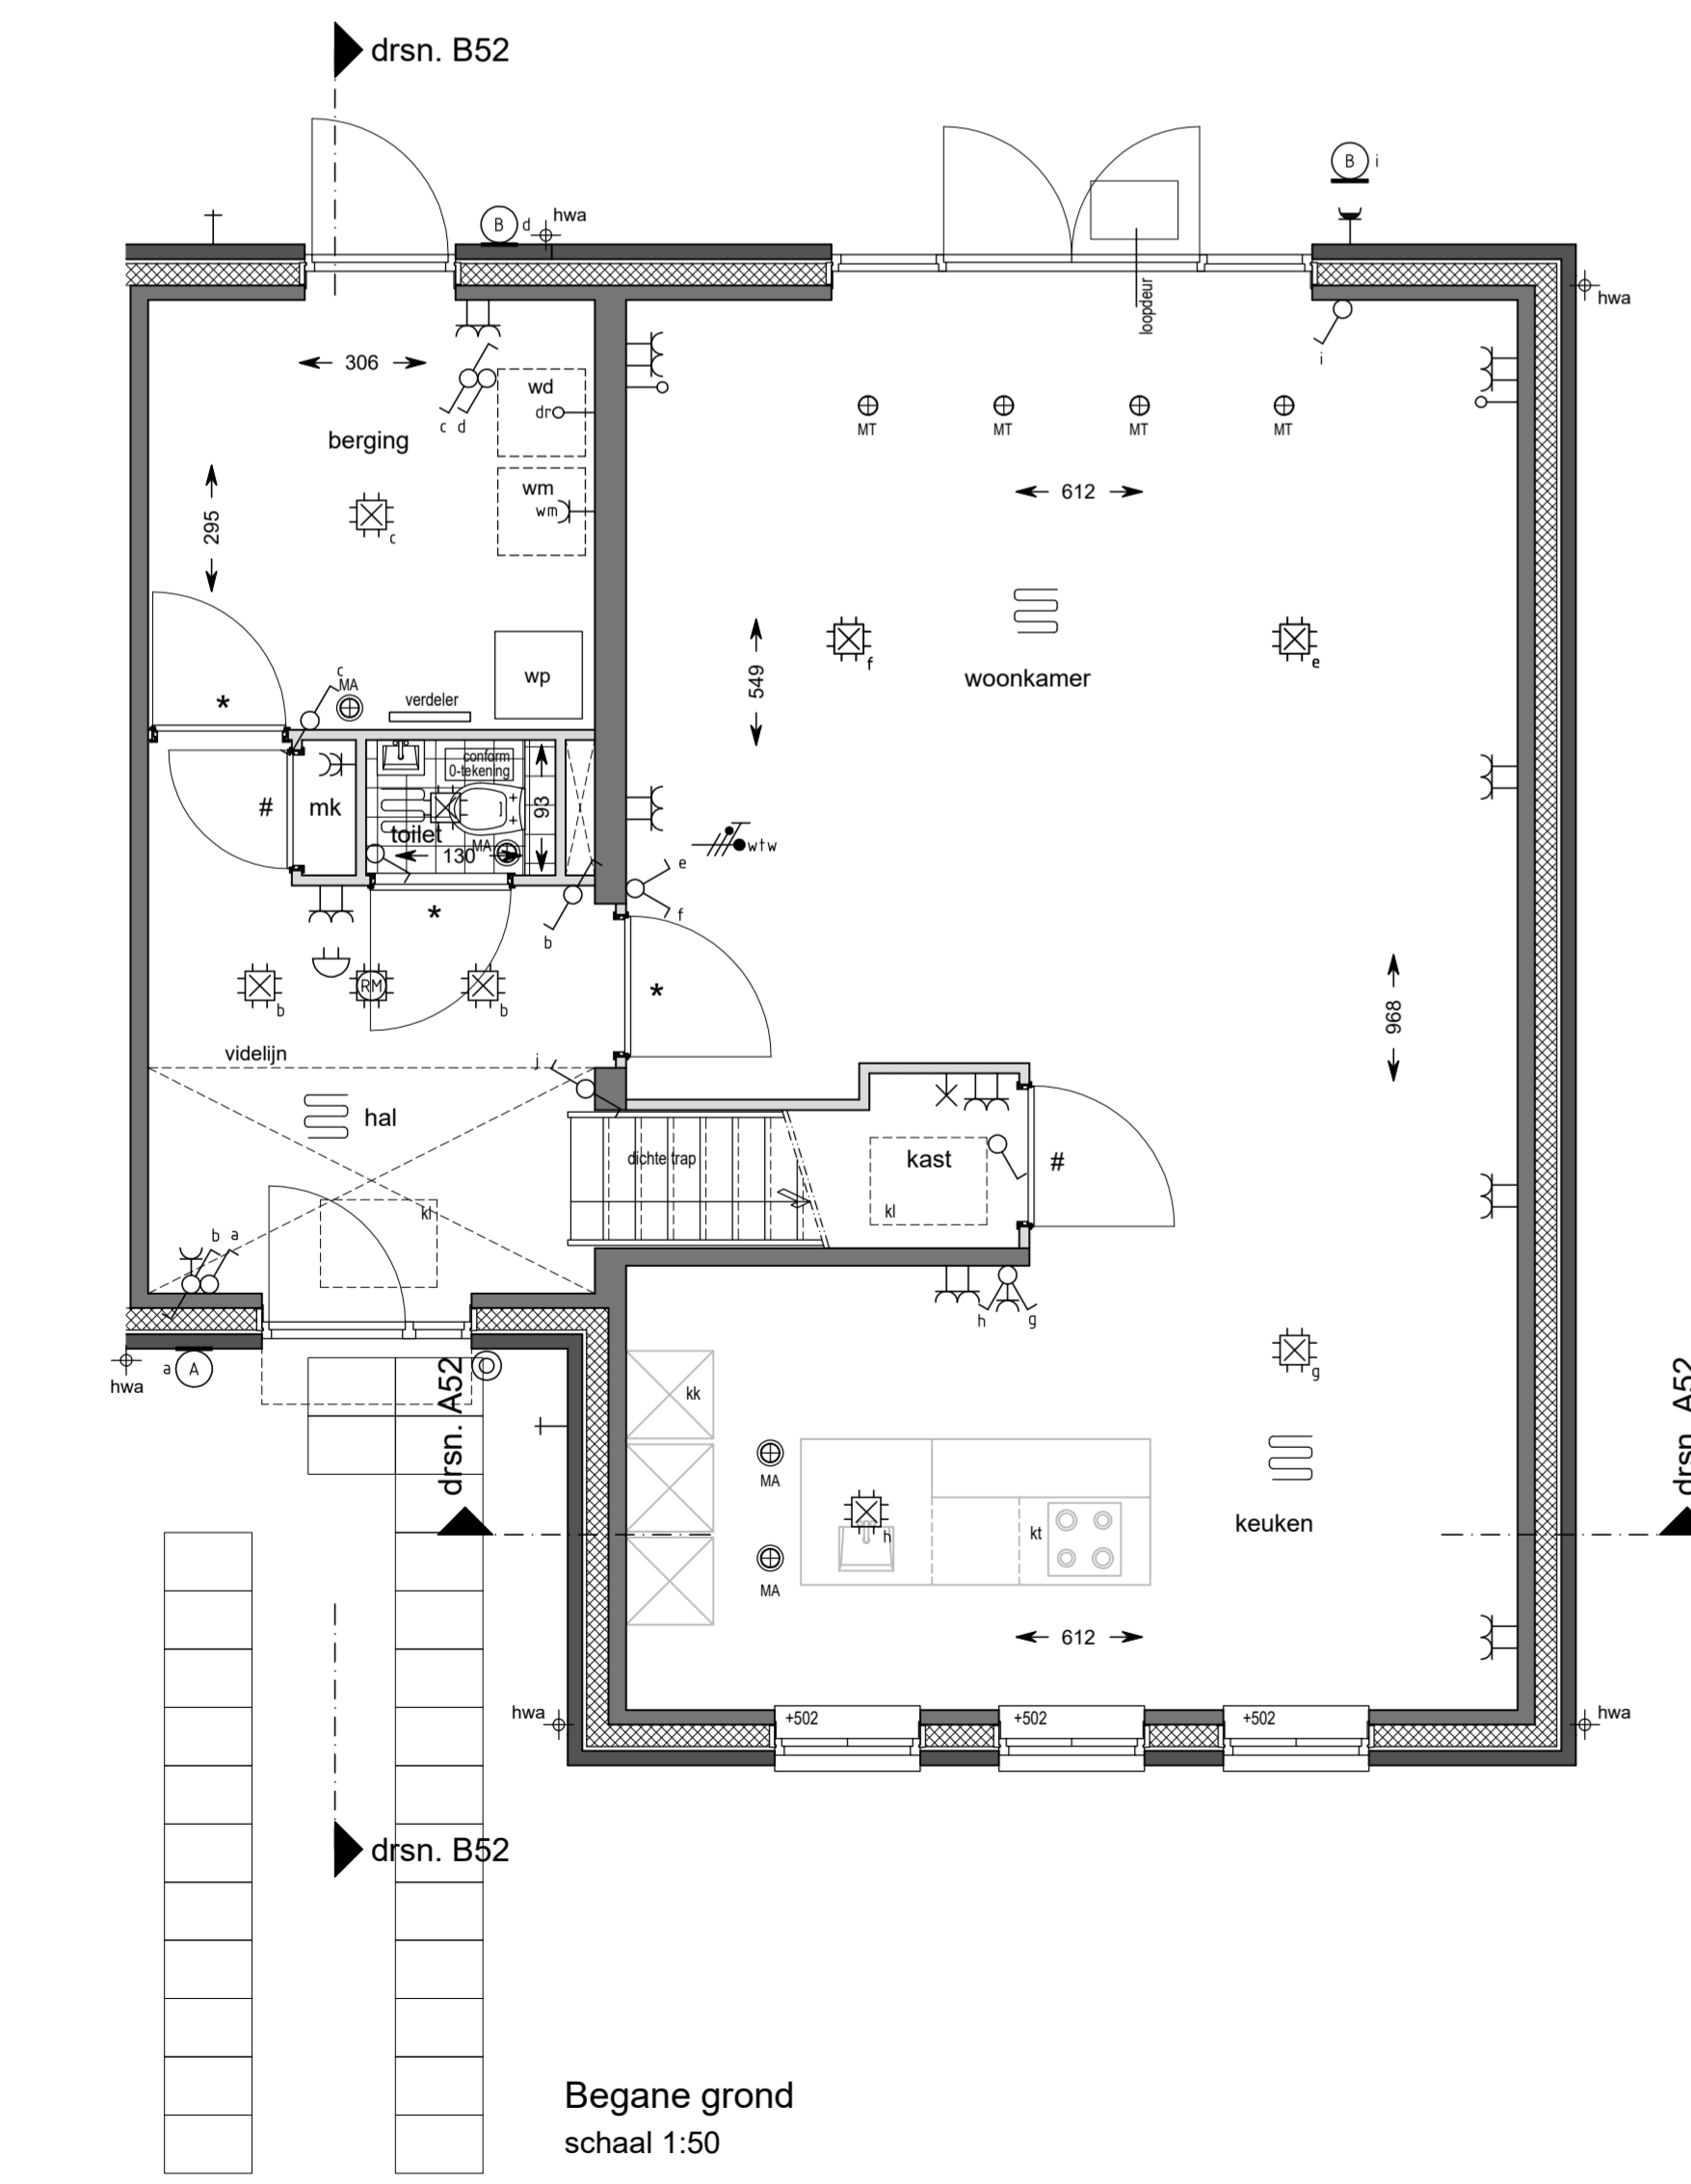 drsn. B52
B i
B d
hwa
hwa
loopdeur
i
306
wd
dr
c d
berging
MT
MT
MT
MT
612
wm
wm
295
c
f
e
woonkamer
549
c
MA
verdeler
wp
*
conform
0-tekening
#
mk
toilet
93
MA
130
wtw
e
f
*
b
*
RM
b
b
968
videlijn
j
hal
dichte trap
kast
#
kl
kl
b a
h
g
a A
hwa
drsn. A52
drsn. A52
kk
g
MA
h
kt
keuken
MA
612
hwa
+502
+502
+502
hwa
drsn. B52
Begane grond
schaal 1:50